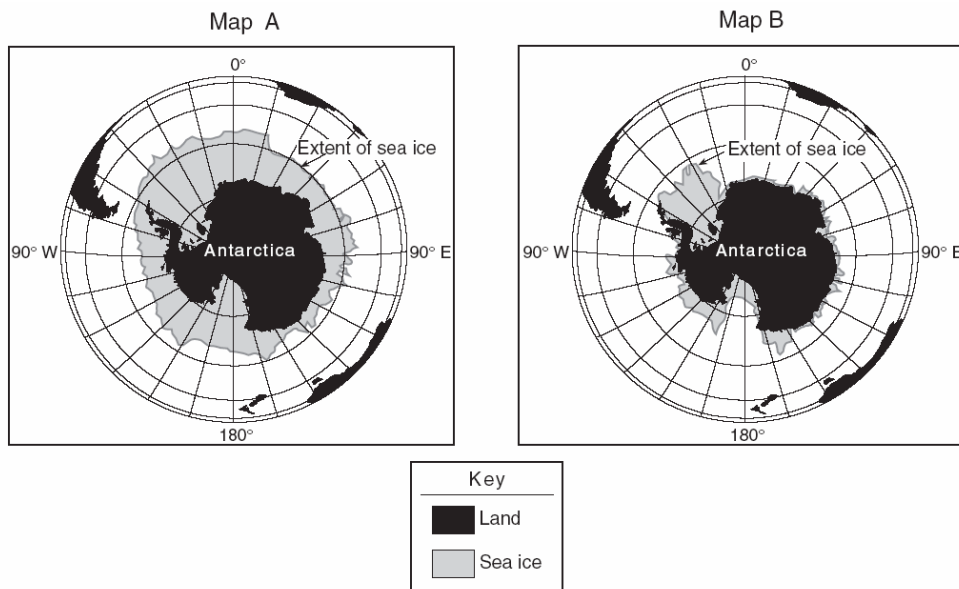 Map A
0°
Extent of sea ice
90° W
Antarctica
90° E
180°
Map B
0°
Extent of sea ice
90° W
Antarctica
90° E
180°
Key
Land
Sea ice